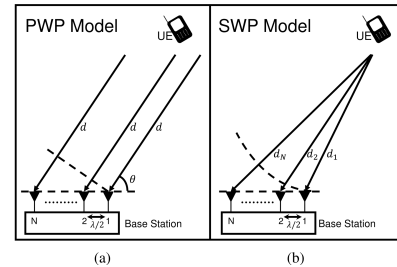 PWP Model
UE
d
d
d
θ
N
.........
2
λ/2
1
Base Station
(a)
SWP Model
UE
d_N
d_2
d_1
N
.........
2
λ/2
1
Base Station
(b)